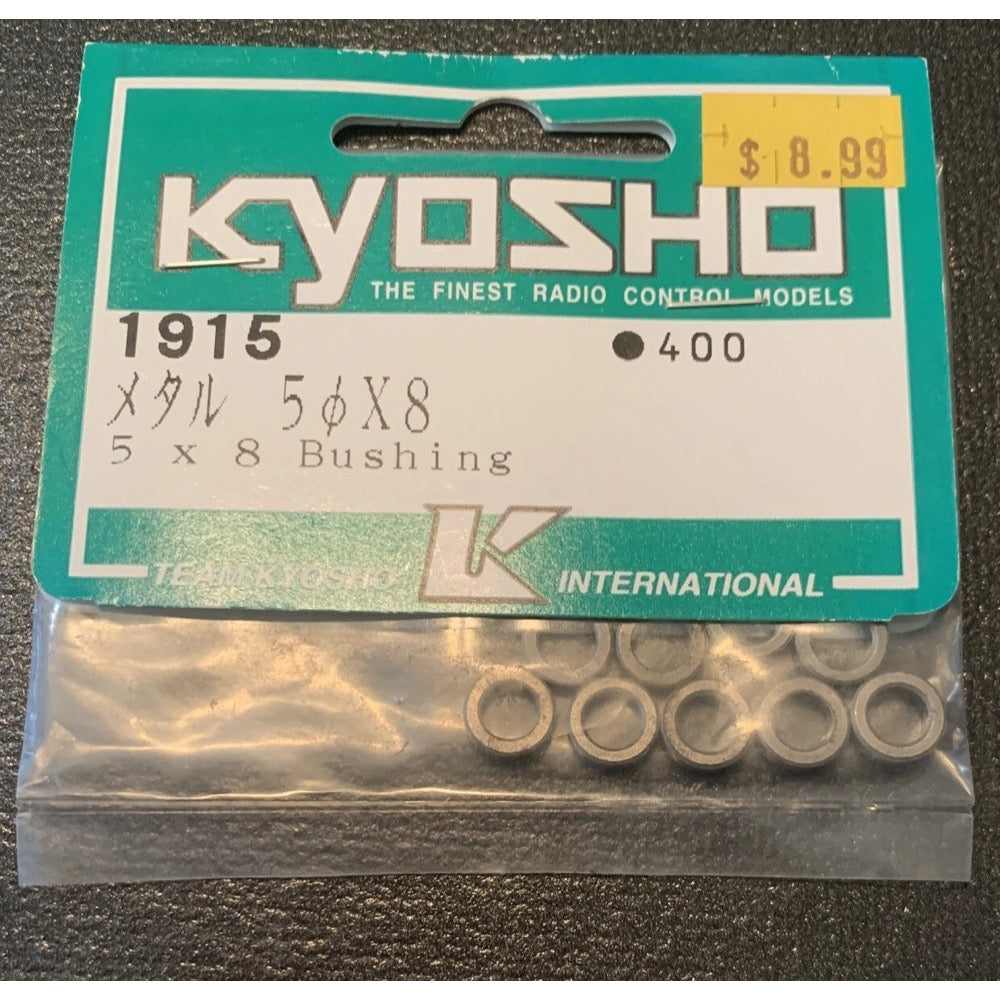 $ 8.99
KYOSHO
THE FINEST RADIO CONTROL MODELS
1915 ●400
メタル 5φX8
5 x 8 Bushing
K
TEAM KYOSHO INTERNATIONAL